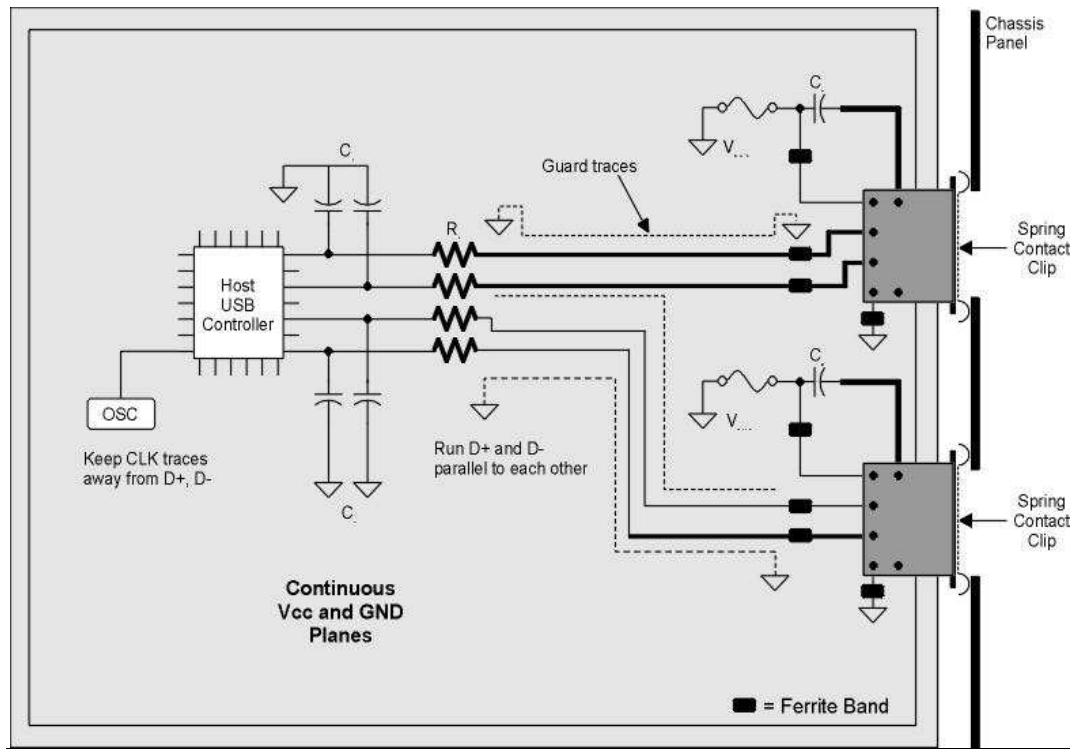 Chassis
Panel
C
V
Guard traces
C
R
Spring
Contact
Clip
Host
USB
Controller
C
OSC
V
Keep CLK traces
away from D+, D-
Run D+ and D-
parallel to each other
C
Spring
Contact
Clip
Continuous
Vcc and GND
Planes
= Ferrite Band